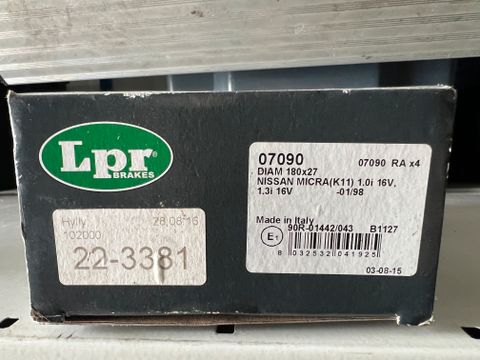 Lpr
BRAKES
®
Hylly 28.08.15
102000
22-3381
07090 07090 RA x4
DIAM 180x27
NISSAN MICRA(K11) 1.0i 16V,
1.3i 16V -01/98
Made in Italy
E1 90R-01442/043 B1127
8 032532 041925
03-08-15